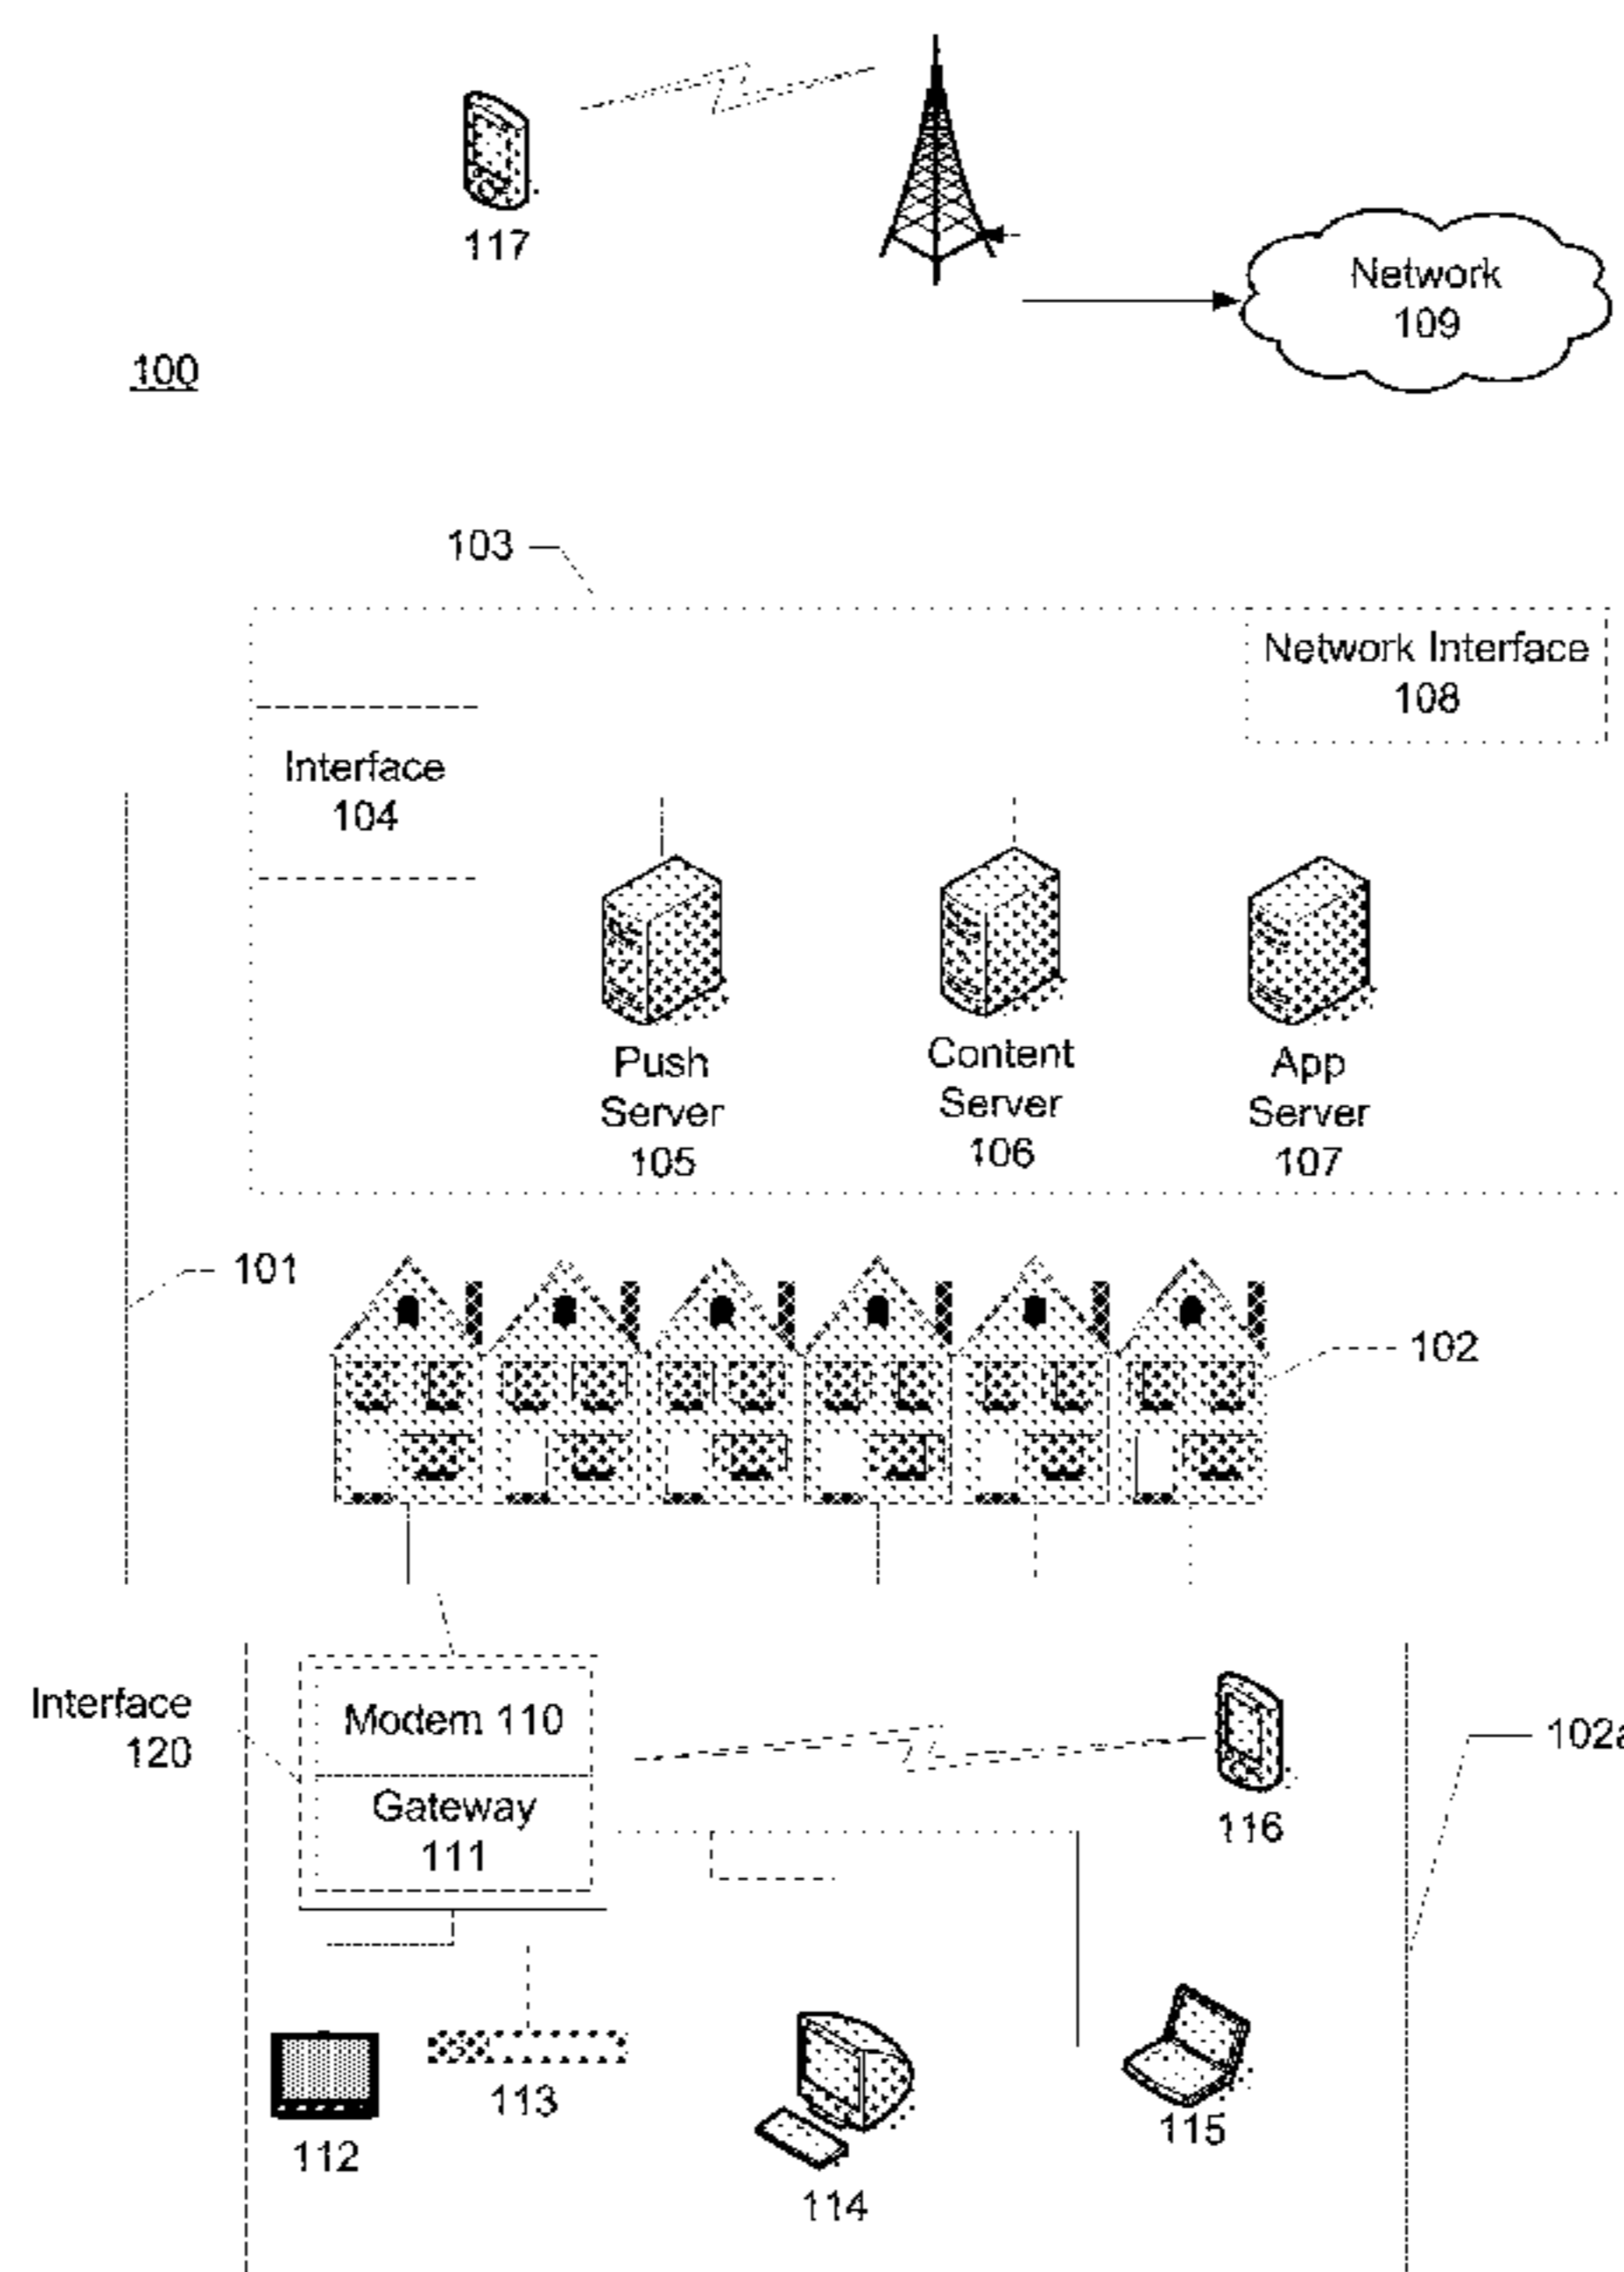 117
Network
109
100
103
Network Interface
108
Interface
104
Push
Server
105
Content
Server
106
App
Server
107
101
102
Interface
120
Modem 110
Gateway
111
116
102a
112
113
114
115